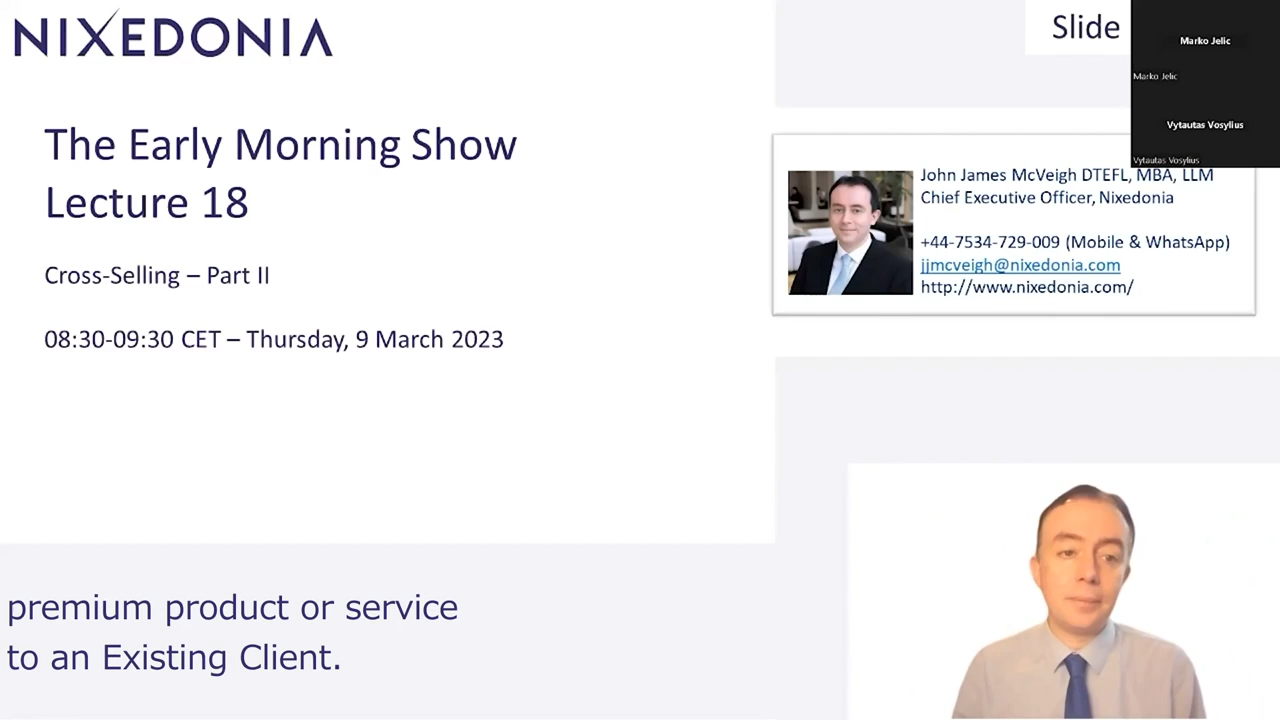 NIXEDONIA
The Early Morning Show
Lecture 18
Cross-Selling – Part II
08:30-09:30 CET – Thursday, 9 March 2023
premium product or service
to an Existing Client.
Slide
Marko Jelic
Marko Jelic
Vytautas Vosylius
Vytautas Vosylius
John James McVeigh DTEFL, MBA, LLM
Chief Executive Officer, Nixedonia
+44-7534-729-009 (Mobile & WhatsApp)
jjmcveigh@nixedonia.com
http://www.nixedonia.com/